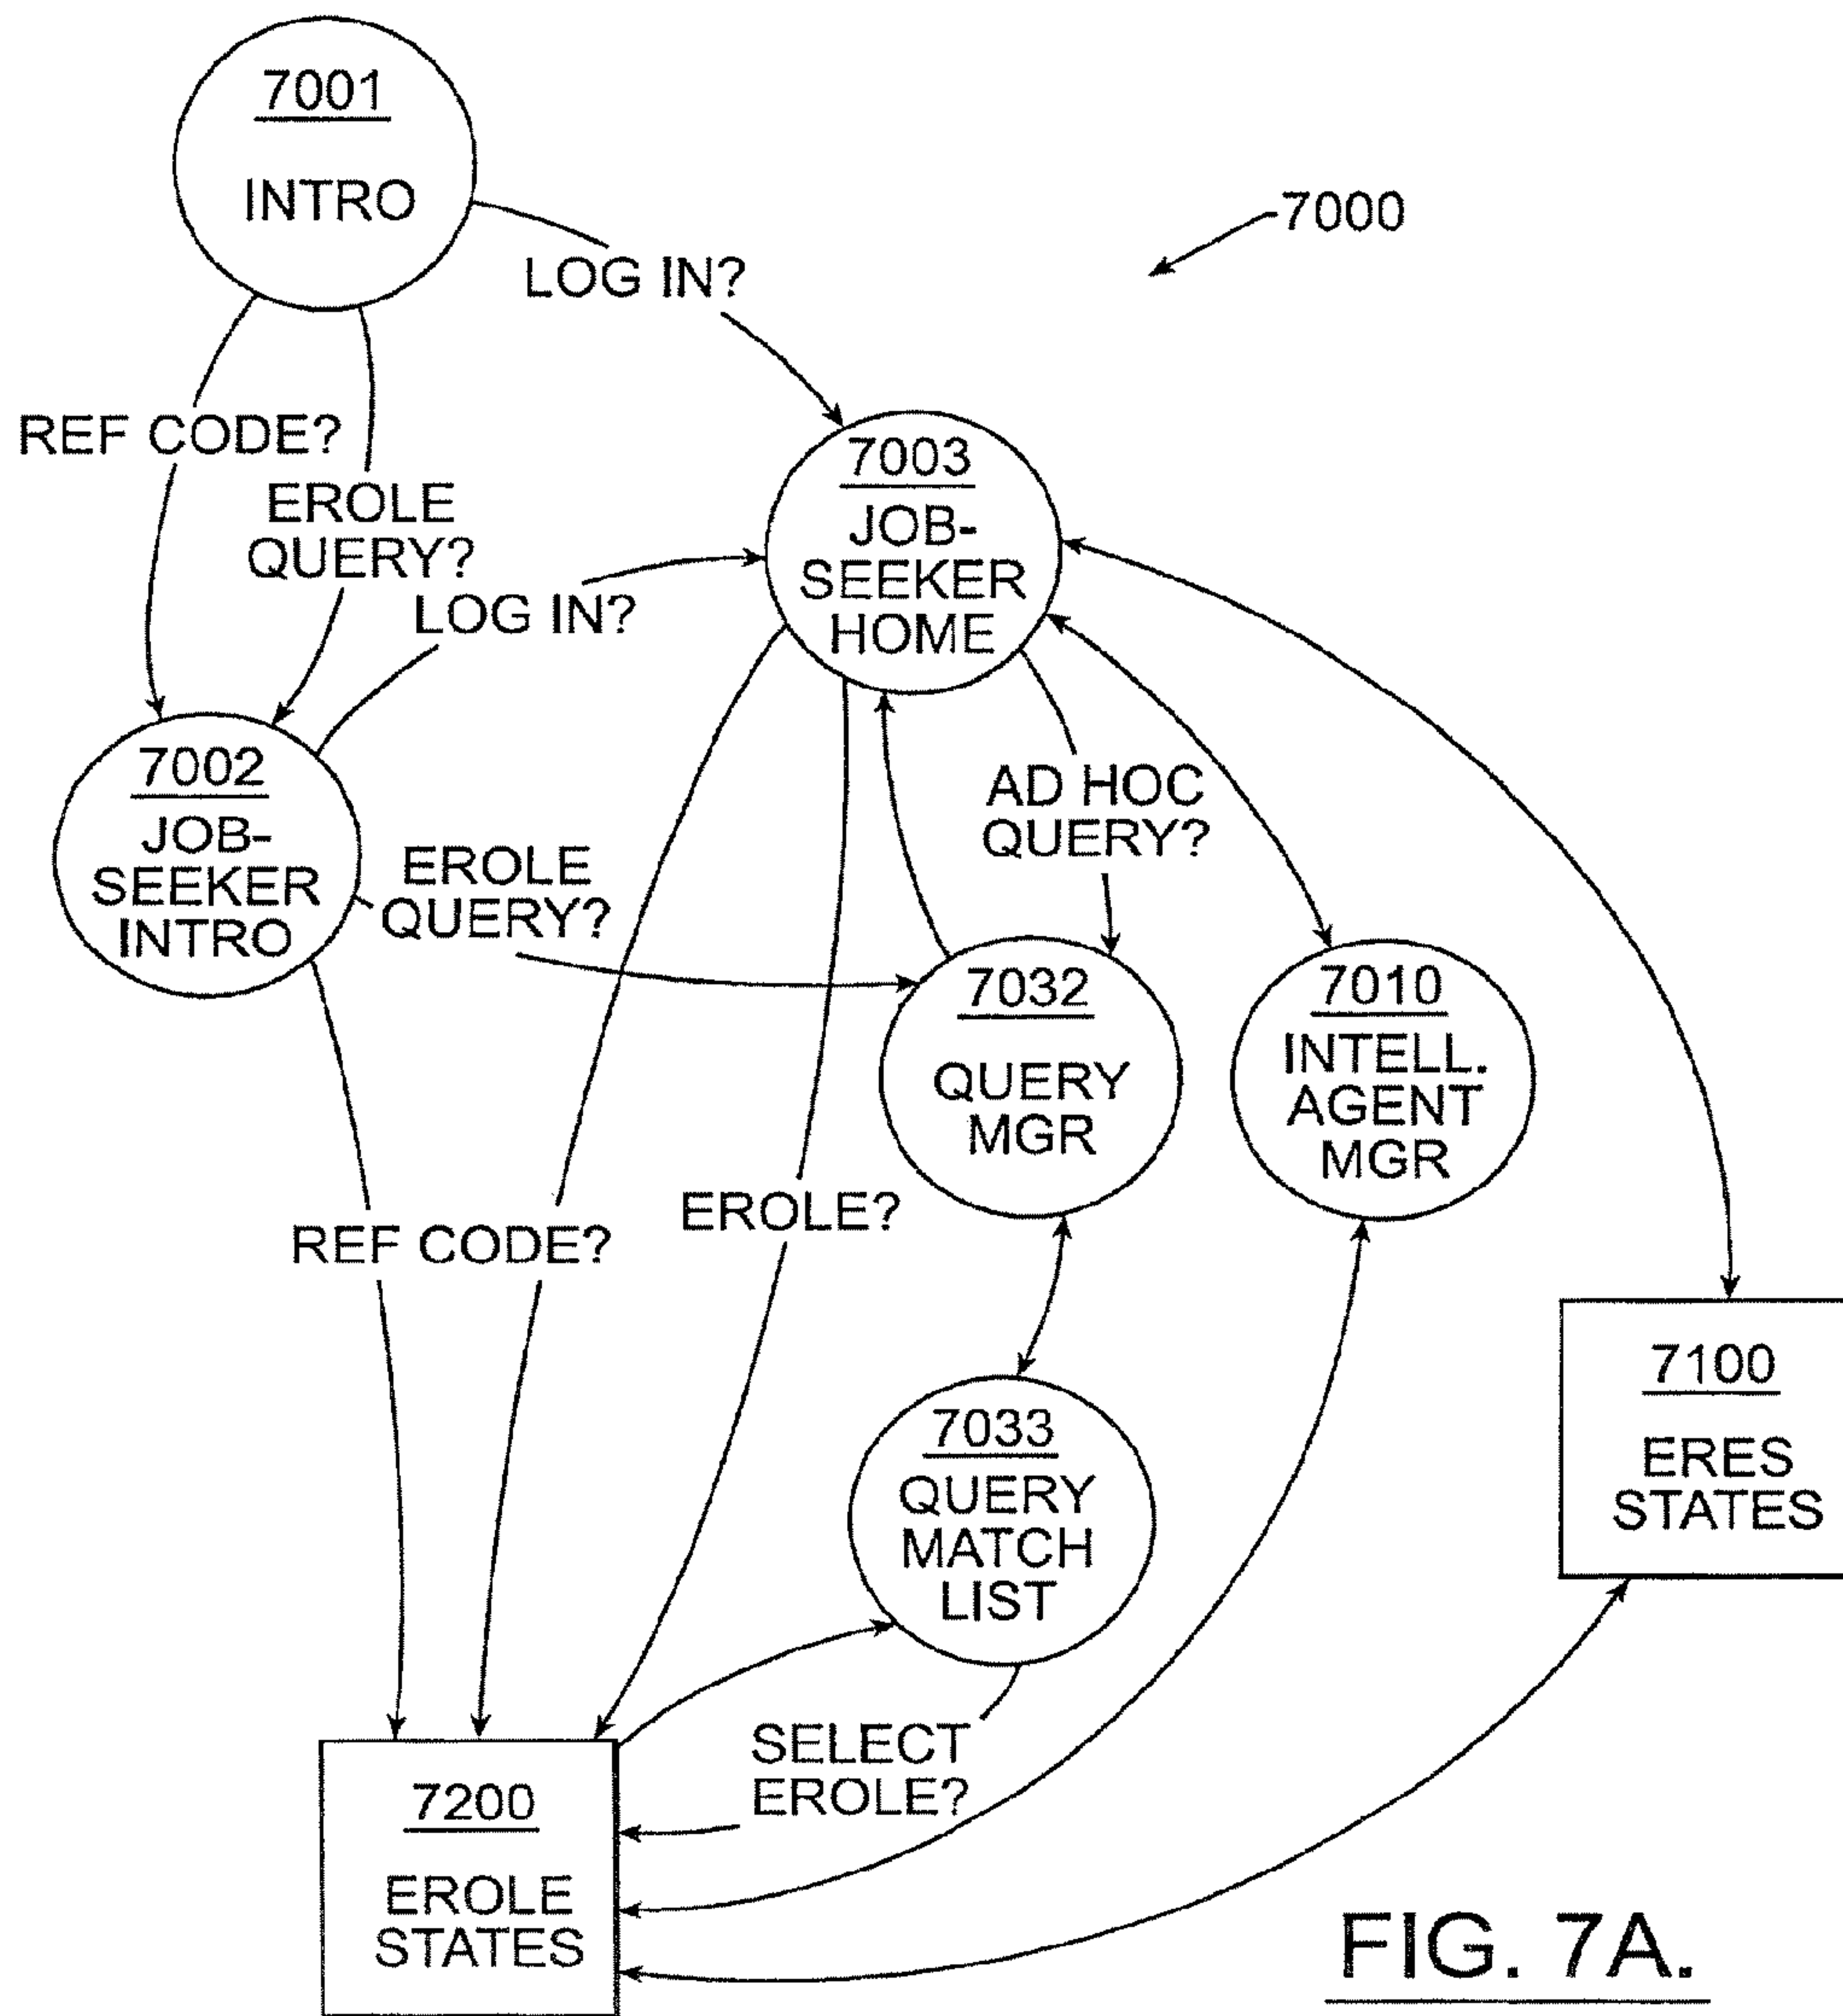 7001
INTRO
7000
LOG IN?
REF CODE?
EROLE
QUERY?
LOG IN?
7003
JOB-
SEEKER
HOME
7002
JOB-
SEEKER
INTRO
EROLE
QUERY?
AD HOC
QUERY?
7032
QUERY
MGR
7010
INTELL.
AGENT
MGR
REF CODE?
EROLE?
7100
ERES
STATES
7033
QUERY
MATCH
LIST
SELECT
EROLE?
7200
EROLE
STATES
FIG. 7A.